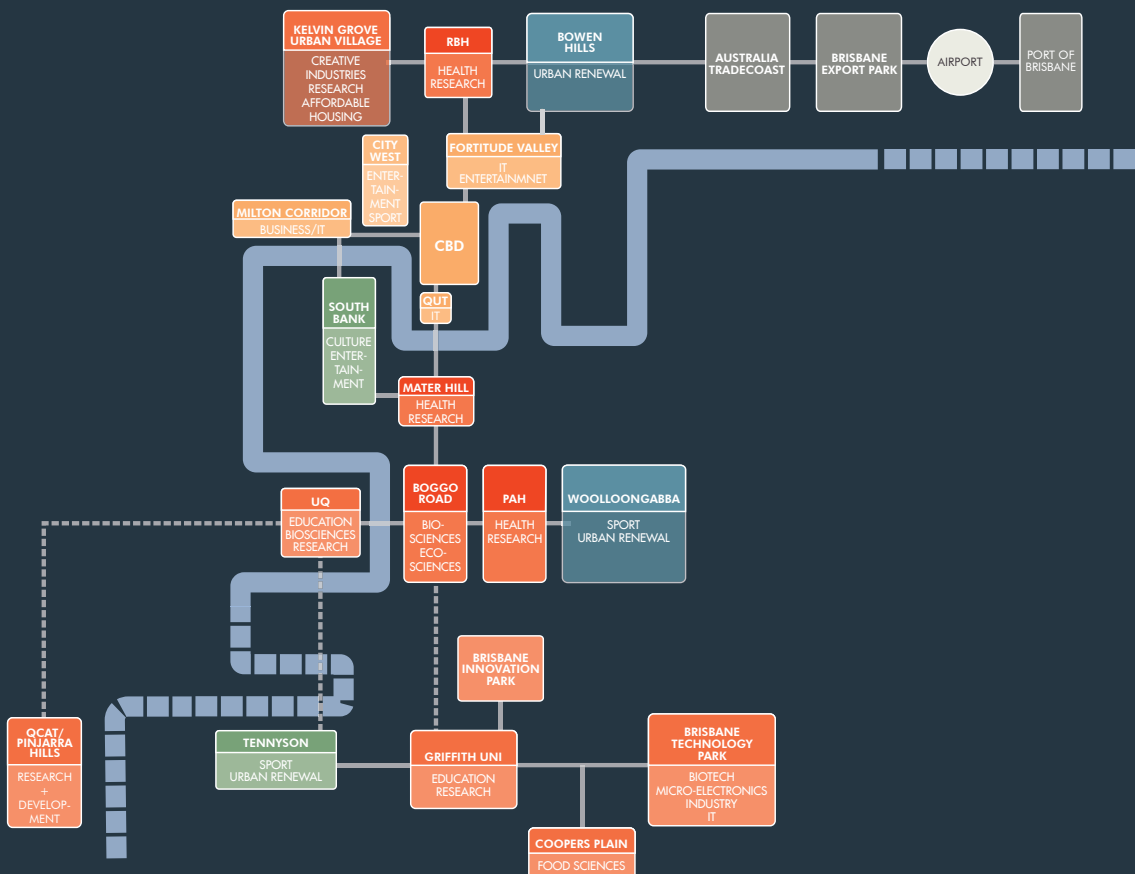 KELVIN GROVE
URBAN VILLAGE
CREATIVE
INDUSTRIES
RESEARCH
AFFORDABLE
HOUSING
RBH
HEALTH
RESEARCH
BOWEN
HILLS
URBAN RENEWAL
AUSTRALIA
TRADECOAST
BRISBANE
EXPORT PARK
AIRPORT
PORT OF
BRISBANE
CITY
WEST
ENTER-
TAIN-
MENT
SPORT
FORTITUDE VALLEY
IT
ENTERTAINMNET
MILTON CORRIDOR
BUSINESS/IT
CBD
QUT
IT
SOUTH
BANK
CULTURE
ENTER-
TAIN-
MENT
MATER HILL
HEALTH
RESEARCH
UQ
EDUCATION
BIOSCIENCES
RESEARCH
BOGGO
ROAD
BIO-
SCIENCES
ECO-
SCIENCES
PAH
HEALTH
RESEARCH
WOOLLOONGABBA
SPORT
URBAN RENEWAL
BRISBANE
INNOVATION
PARK
QCAT/
PINJARRA
HILLS
RESEARCH
+
DEVELOP-
MENT
TENNYSON
SPORT
URBAN RENEWAL
GRIFFITH UNI
EDUCATION
RESEARCH
BRISBANE
TECHNOLOGY
PARK
BIOTECH
MICRO-ELECTRONICS
INDUSTRY
IT
COOPERS PLAIN
FOOD SCIENCES